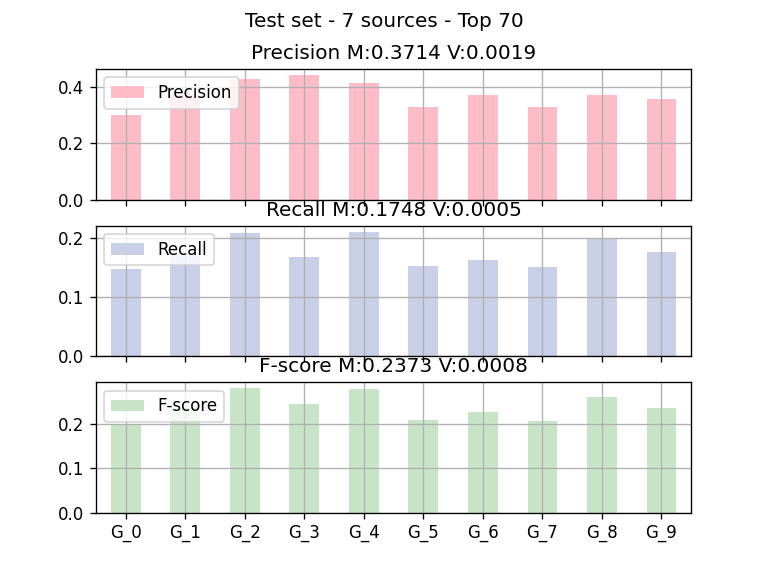 Test set - 7 sources - Top 70
Precision M:0.3714 V:0.0019
0.4
0.2
0.0
Precision
Recall M:0.1748 V:0.0005
0.2
0.1
0.0
Recall
F-score M:0.2373 V:0.0008
0.2
0.1
0.0
F-score
G_0 G_1 G_2 G_3 G_4 G_5 G_6 G_7 G_8 G_9